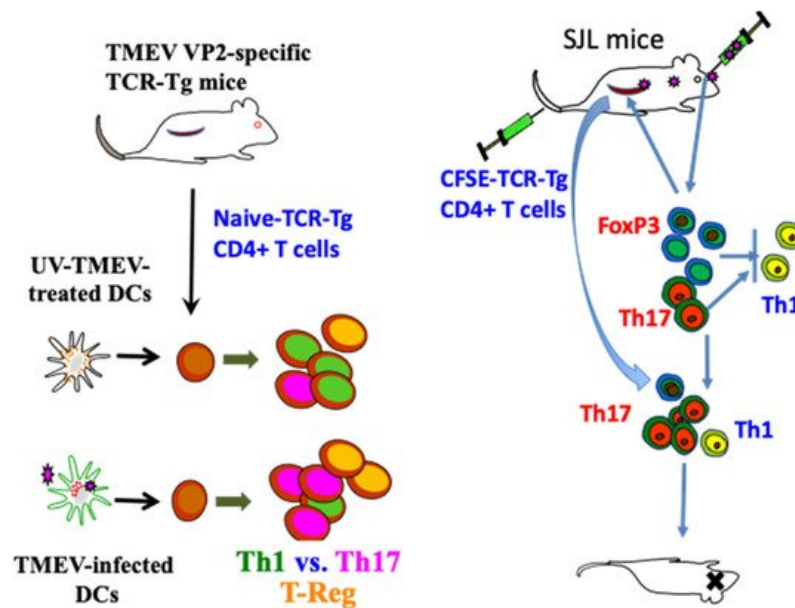 TMEV VP2-specific
TCR-Tg mice
Naive-TCR-Tg
CD4+ T cells
UV-TMEV-
treated DCs
TMEV-infected
DCs
Th1 vs. Th17
T-Reg
SJL mice
CFSE-TCR-Tg
CD4+ T cells
FoxP3
Th1
Th17
Th17
Th1